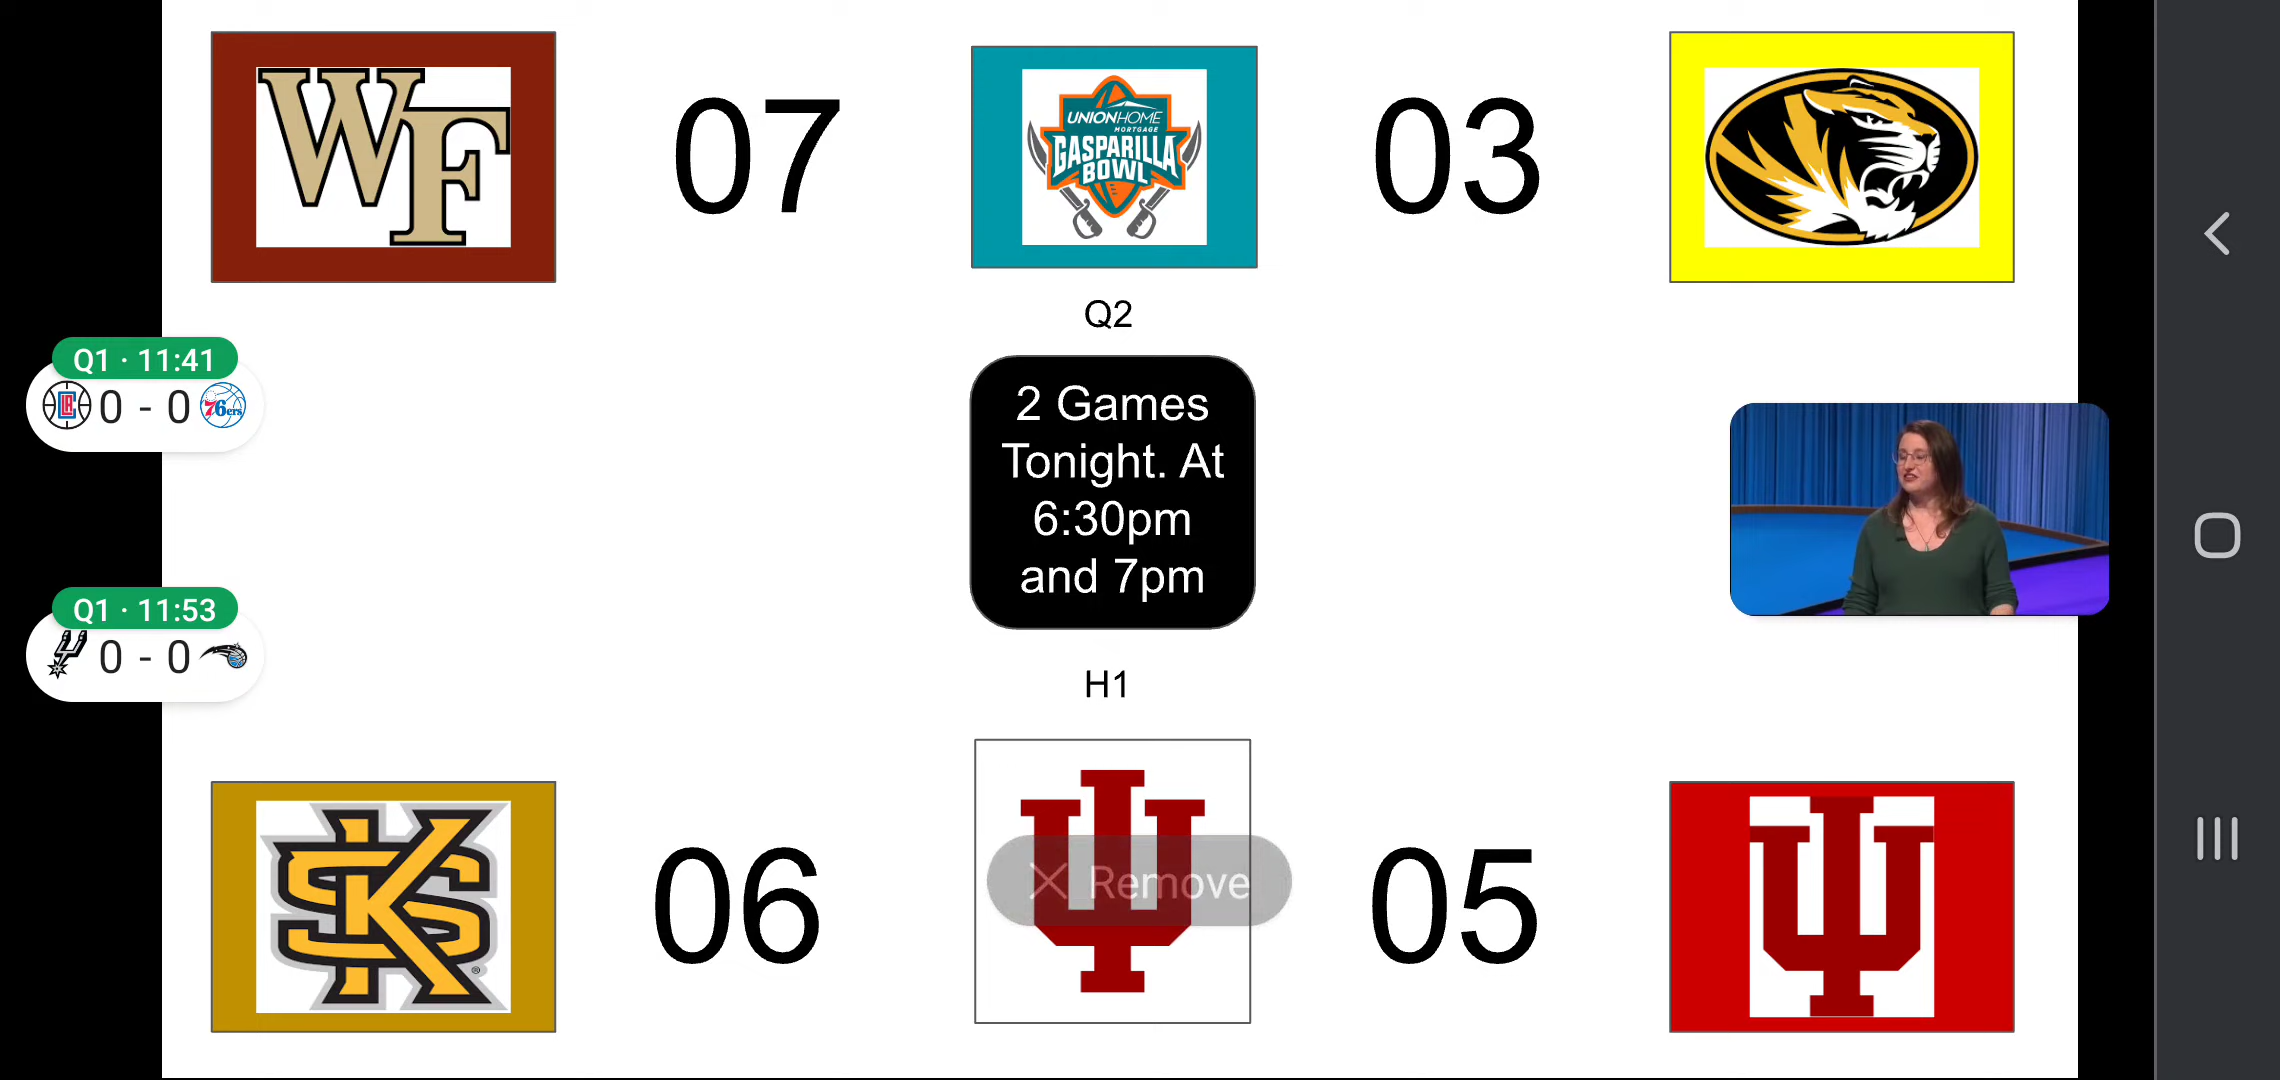 WF
07
UNION HOME
MORTGAGE
GASPARILLA
BOWL
03
Q2
Q1 · 11:41
0 - 0
76ers
2 Games
Tonight. At
6:30pm
and 7pm
Q1 · 11:53
0 - 0
H1
KS
06
Remove
05